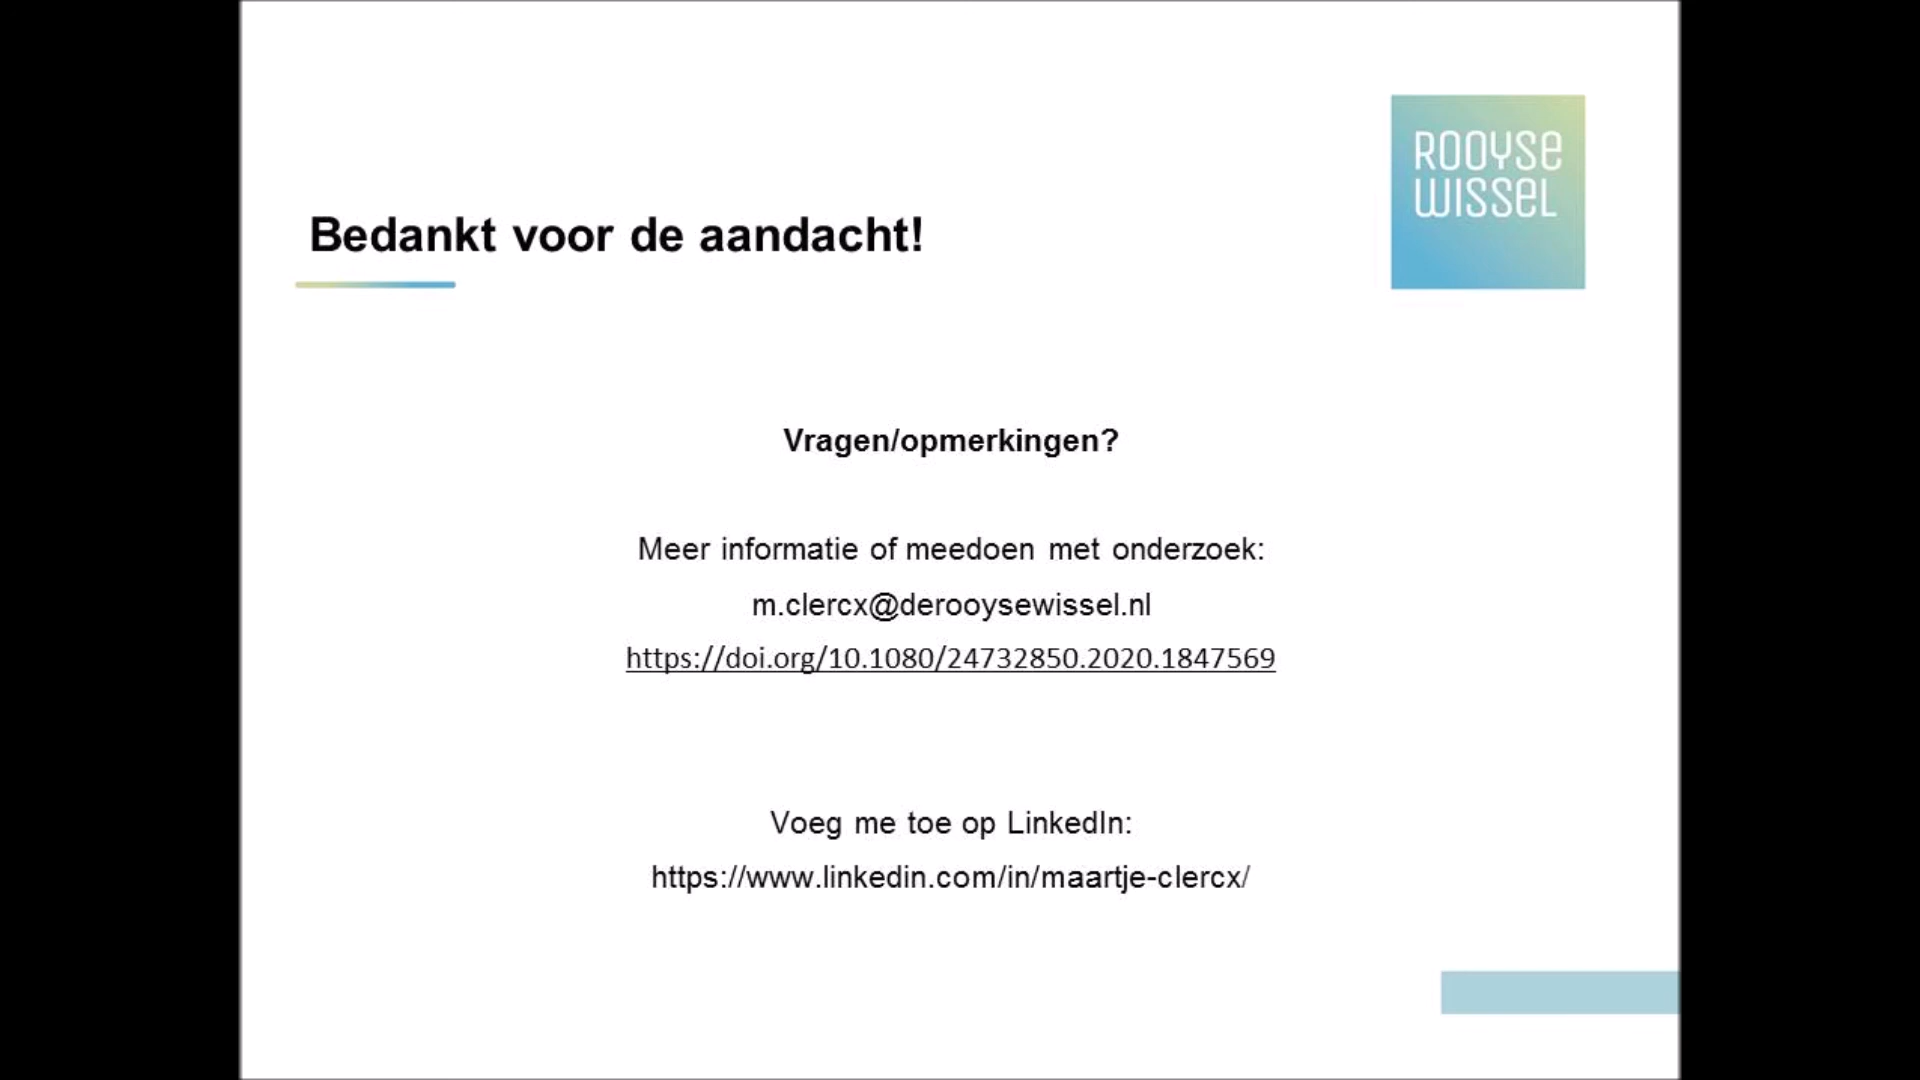 ROOYSE
WISSEL
Bedankt voor de aandacht!
Vragen/opmerkingen?
Meer informatie of meedoen met onderzoek:
m.clercx@derooysewissel.nl
https://doi.org/10.1080/24732850.2020.1847569
Voeg me toe op LinkedIn:
https://www.linkedin.com/in/maartje-clercx/